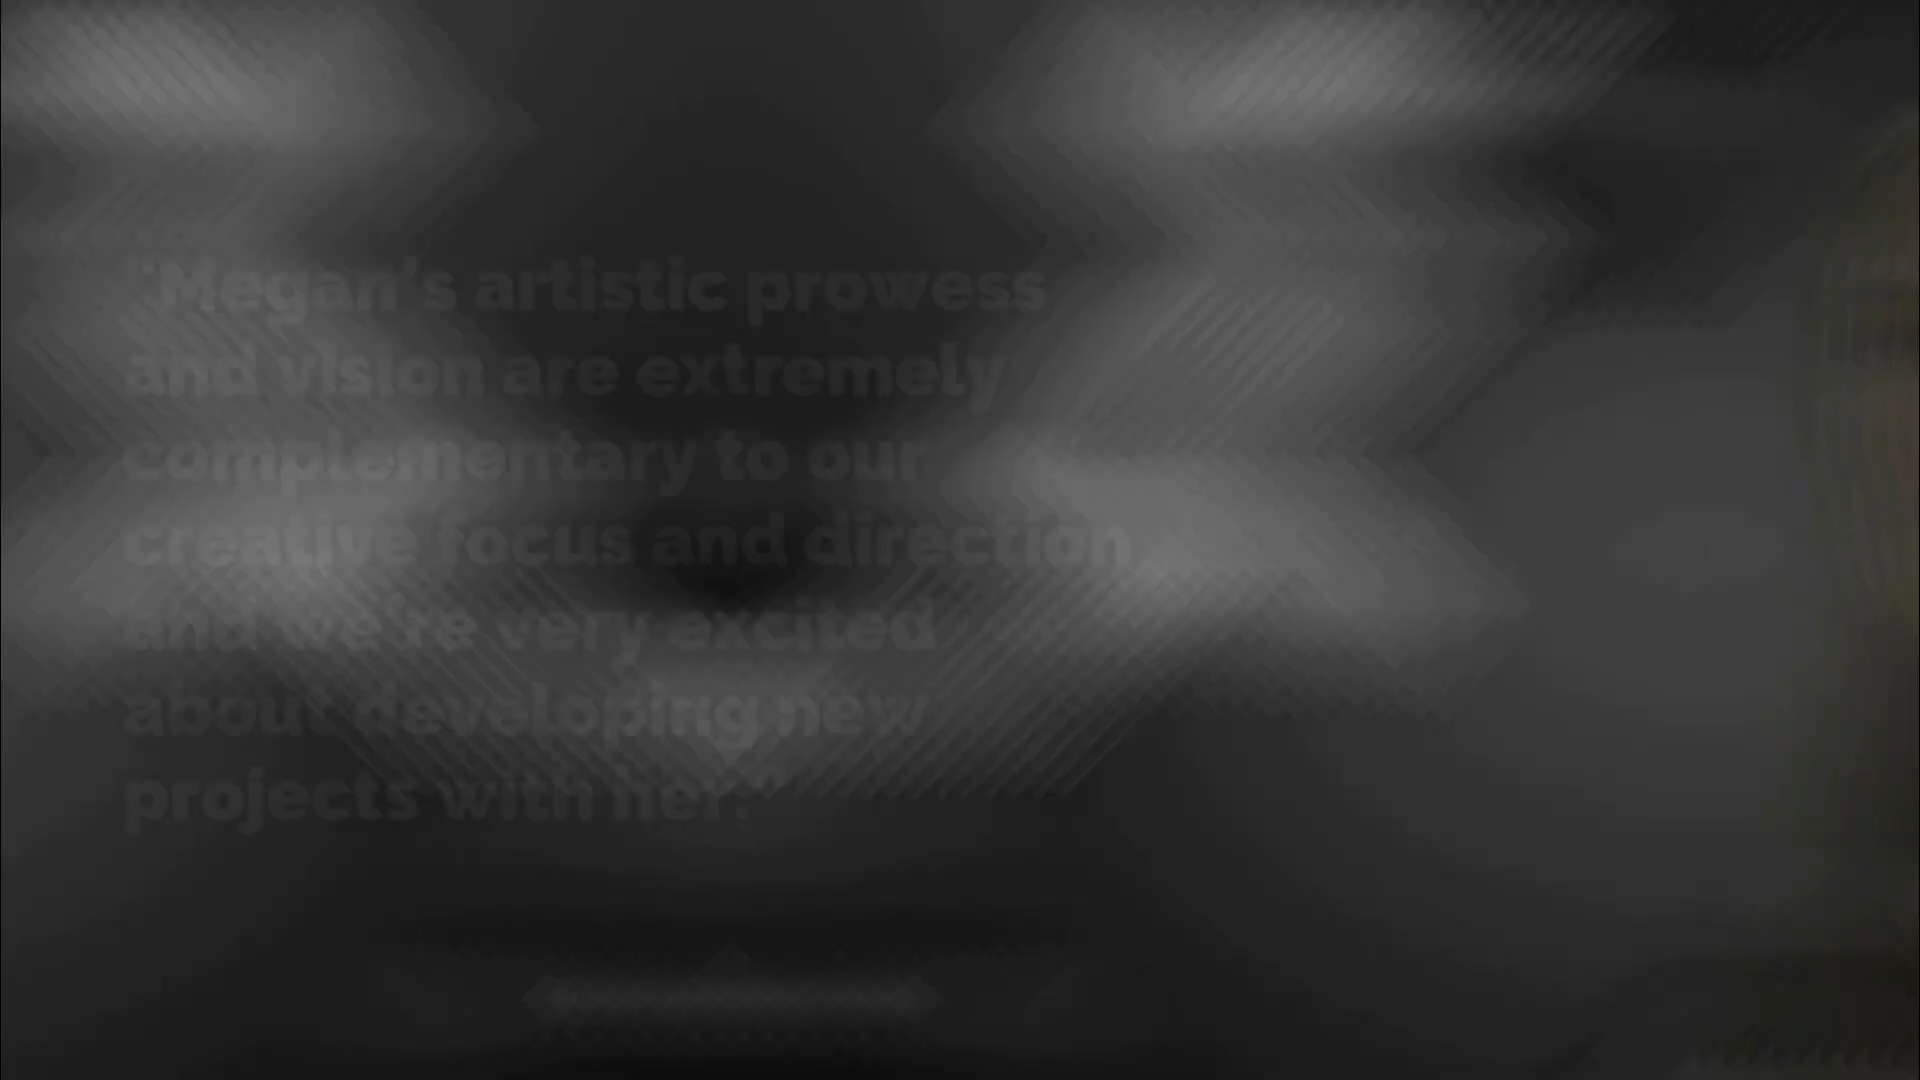 "Megan's artistic prowess
and vision are extremely
complementary to our
creative focus and direction
and we're very excited
about developing new
projects with her."